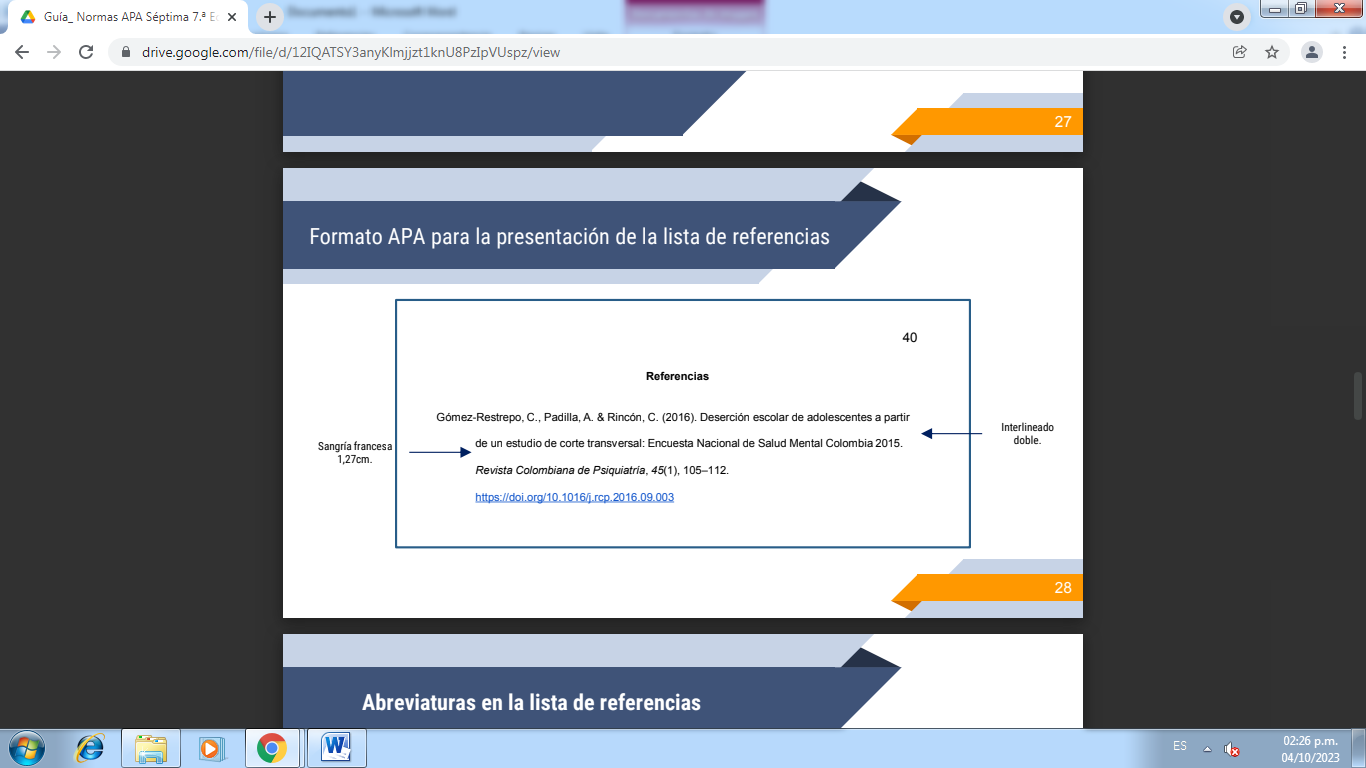 Guía_ Normas APA Séptima 7.ª Ed
Documento1 - Microsoft Word
drive.google.com/file/d/12IQATSY3anyKlmjjzt1knU8PzIpVUspz/view
27
Formato APA para la presentación de la lista de referencias
40
Referencias
Gómez-Restrepo, C., Padilla, A. & Rincón, C. (2016). Deserción escolar de adolescentes a partir
de un estudio de corte transversal: Encuesta Nacional de Salud Mental Colombia 2015.
Revista Colombiana de Psiquiatria, 45(1), 105–112.
https://doi.org/10.1016/j.rcp.2016.09.003
Sangría francesa
1,27cm.
Interlineado
doble.
28
Abreviaturas en la lista de referencias
ES
02:26 p.m.
04/10/2023